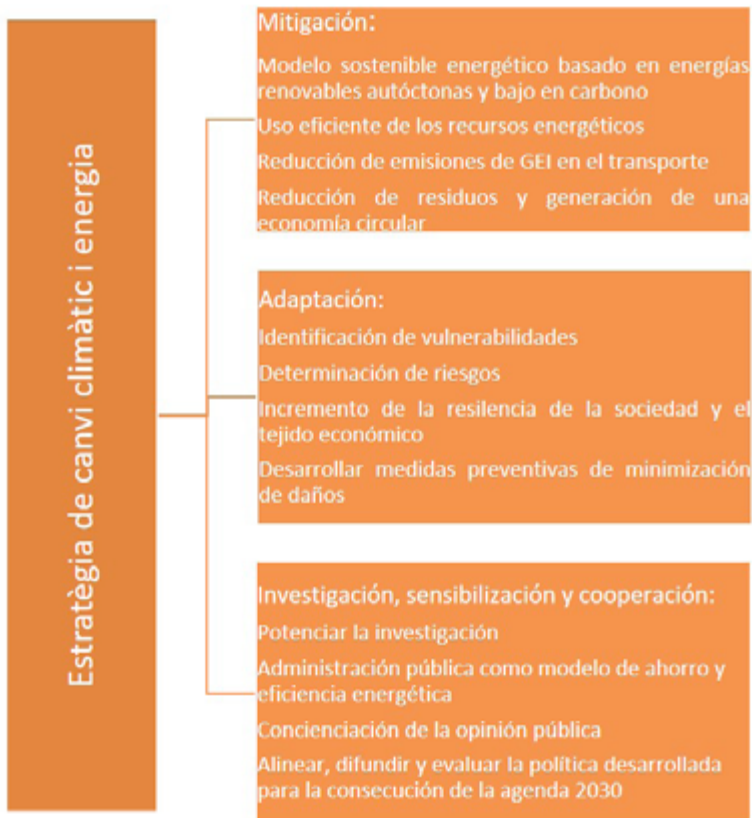 Estratègia de canvi climàtic i energia
Mitigación:
Modelo sostenible energético basado en energías
renovables autóctonas y bajo en carbono
Uso eficiente de los recursos energéticos
Reducción de emisiones de GEI en el transporte
Reducción de residuos y generación de una
economía circular
Adaptación:
Identificación de vulnerabilidades
Determinación de riesgos
Incremento de la resilencia de la sociedad y el
tejido económico
Desarrollar medidas preventivas de minimización
de daños
Investigación, sensibilización y cooperación:
Potenciar la investigación
Administración pública como modelo de ahorro y
eficiencia energética
Concienciación de la opinión pública
Alinear, difundir y evaluar la política desarrollada
para la consecución de la agenda 2030